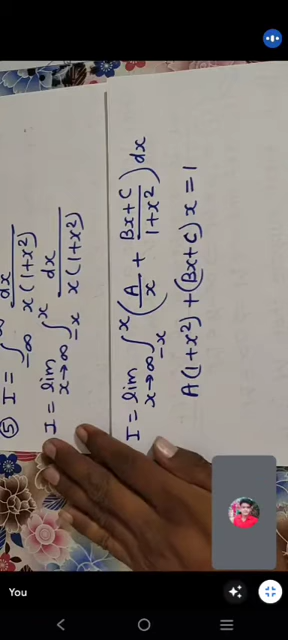 ⑤ I = ∫_{-∞}^{∞} dx / x(1+x²)
I = lim_{x→∞} ∫_{-x}^{x} dx / x(1+x²)
I = lim_{x→∞} ∫_{-x}^{x} (A/x + Bx+C / 1+x²) dx
A(1+x²) + (Bx+C) x = 1
You